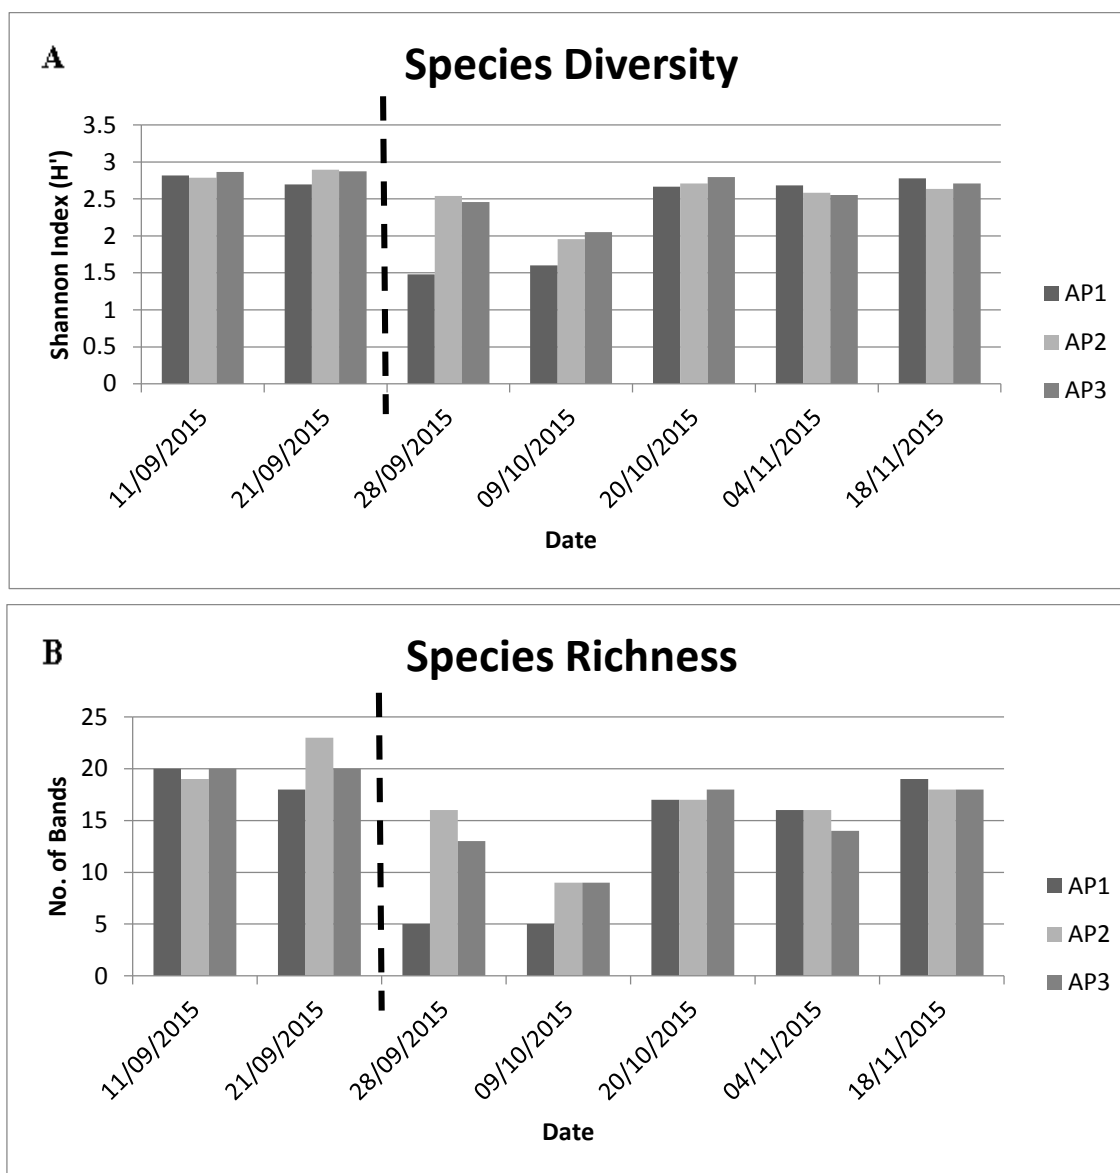 A
Species Diversity
Shannon Index (H')
3.5
3
2.5
2
1.5
1
0.5
0
11/09/2015
21/09/2015
28/09/2015
09/10/2015
20/10/2015
04/11/2015
18/11/2015
Date
AP1
AP2
AP3
B
Species Richness
No. of Bands
25
20
15
10
5
0
11/09/2015
21/09/2015
28/09/2015
09/10/2015
20/10/2015
04/11/2015
18/11/2015
Date
AP1
AP2
AP3